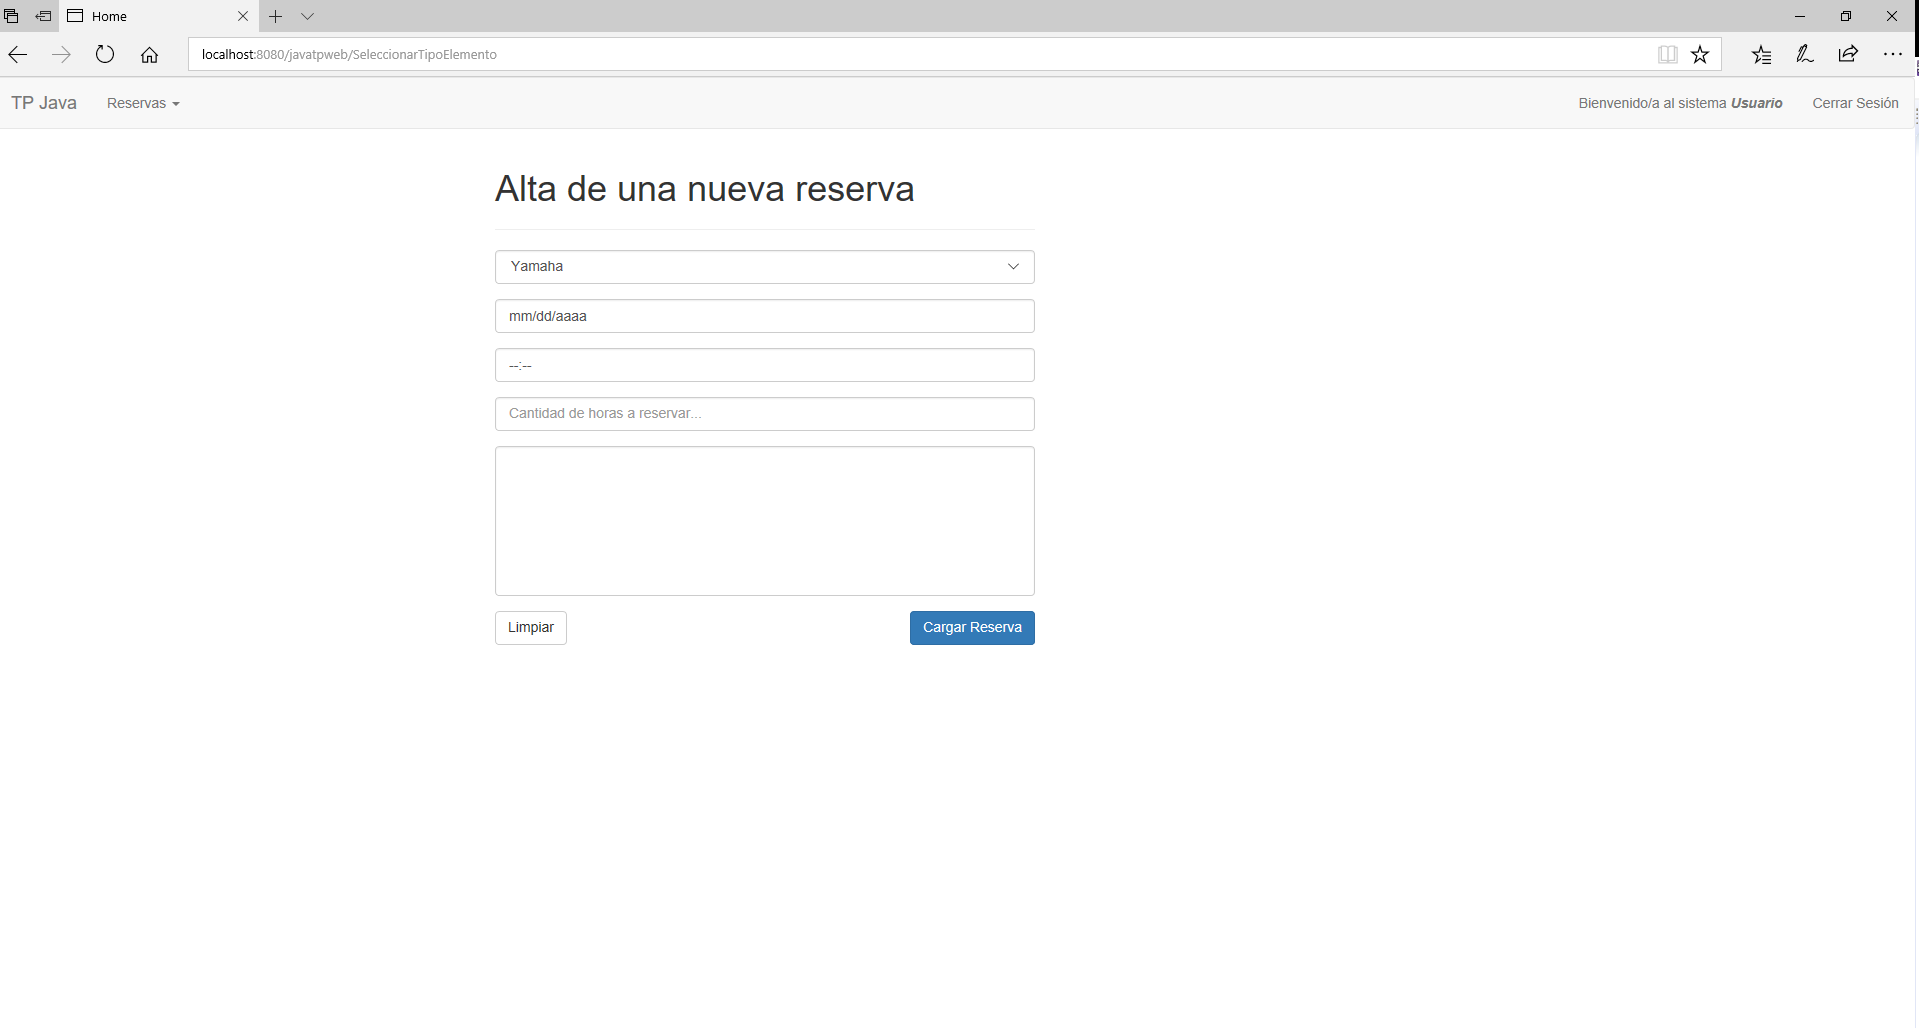 Home
localhost:8080/javatpweb/SeleccionarTipoElemento
TP Java Reservas Bienvenido/a al sistema Usuario Cerrar Sesión
Alta de una nueva reserva
Yamaha
mm/dd/aaaa
--:--
Cantidad de horas a reservar...
Limpiar Cargar Reserva